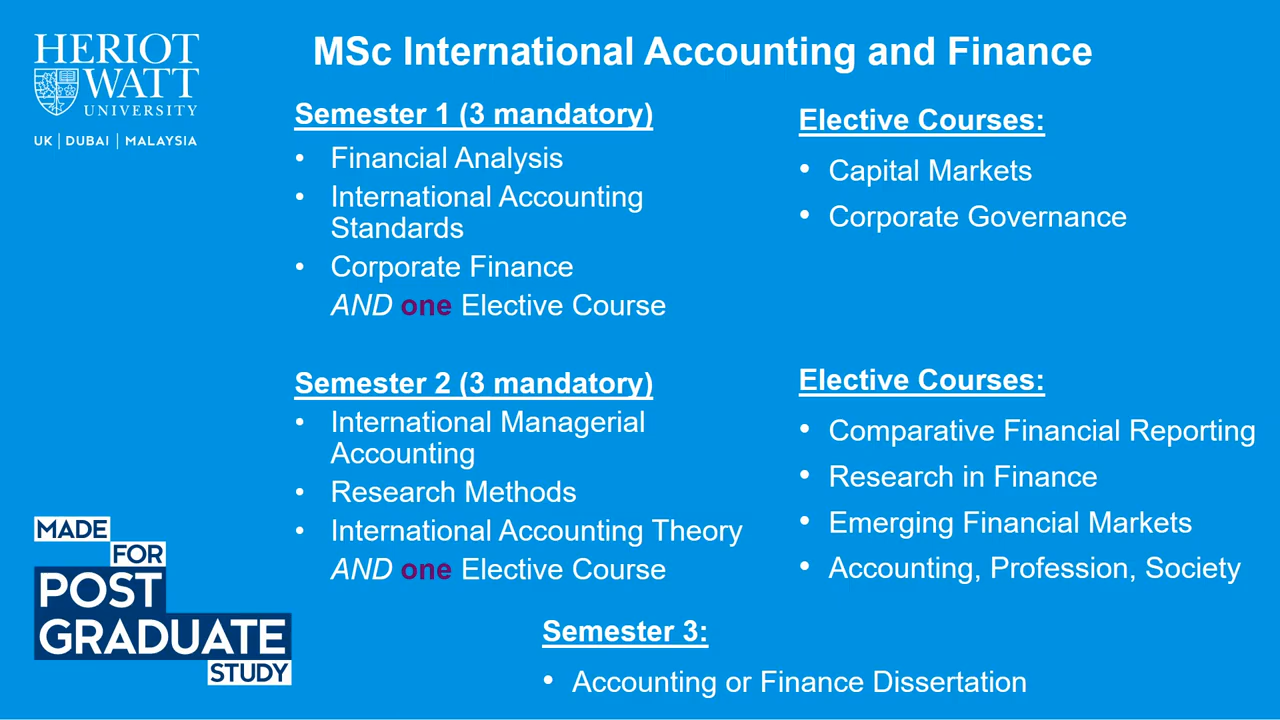 HERIOT
WATT
UNIVERSITY
UK | DUBAI | MALAYSIA
MSc International Accounting and Finance
Semester 1 (3 mandatory)
• Financial Analysis
• International Accounting
Standards
• Corporate Finance
AND one Elective Course
Elective Courses:
• Capital Markets
• Corporate Governance
Semester 2 (3 mandatory)
• International Managerial
Accounting
• Research Methods
• International Accounting Theory
AND one Elective Course
Elective Courses:
• Comparative Financial Reporting
• Research in Finance
• Emerging Financial Markets
• Accounting, Profession, Society
Semester 3:
• Accounting or Finance Dissertation
MADE
FOR
POST
GRADUATE
STUDY